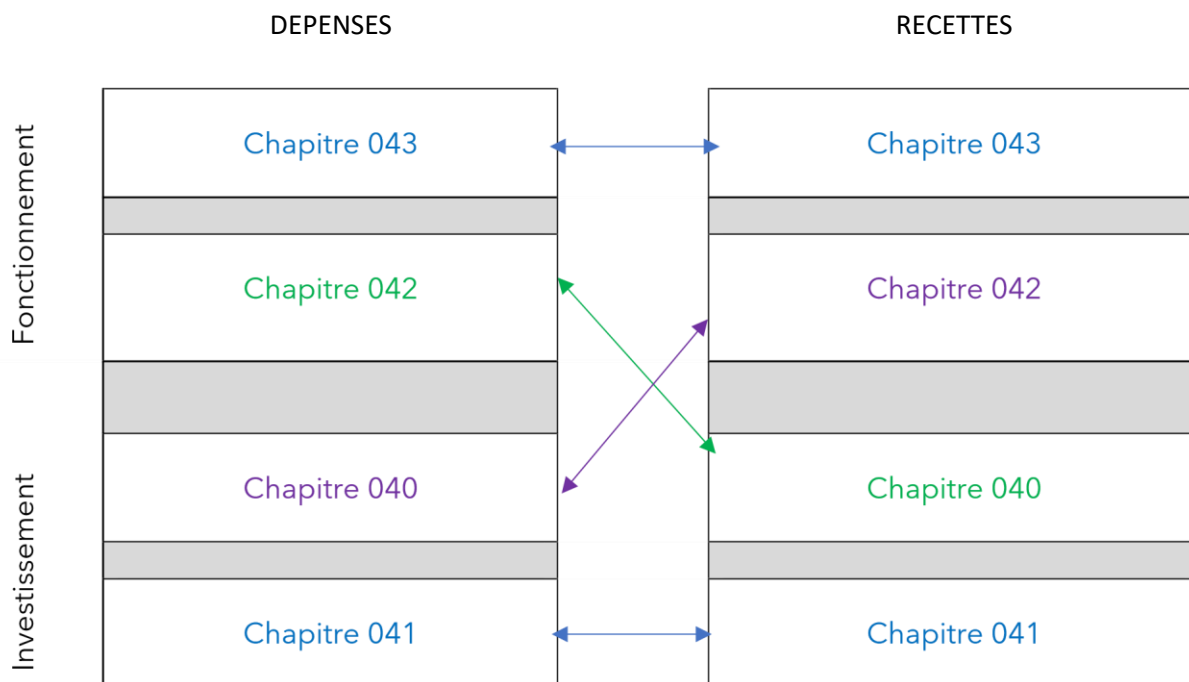 DEPENSES
RECETTES
Fonctionnement
Chapitre 043
Chapitre 043
Chapitre 042
Chapitre 042
Investissement
Chapitre 040
Chapitre 040
Chapitre 041
Chapitre 041